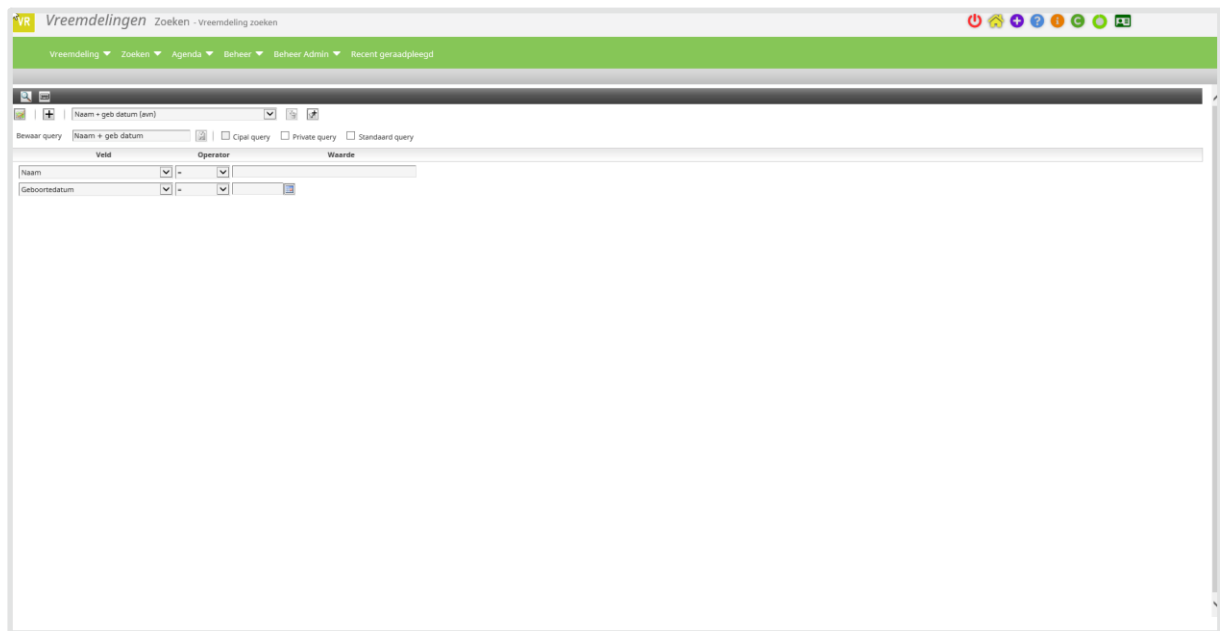 VR Vreemdelingen Zoeken - Vreemdeling zoeken
Vreemdeling Zoeken Agenda Beheer Beheer Admin Recent geraadpleegd
Naam + geb datum (avn)
Bewaar query Naam + geb datum Cipal query Private query Standaard query
Veld Operator Waarde
Naam =
Geboortedatum =